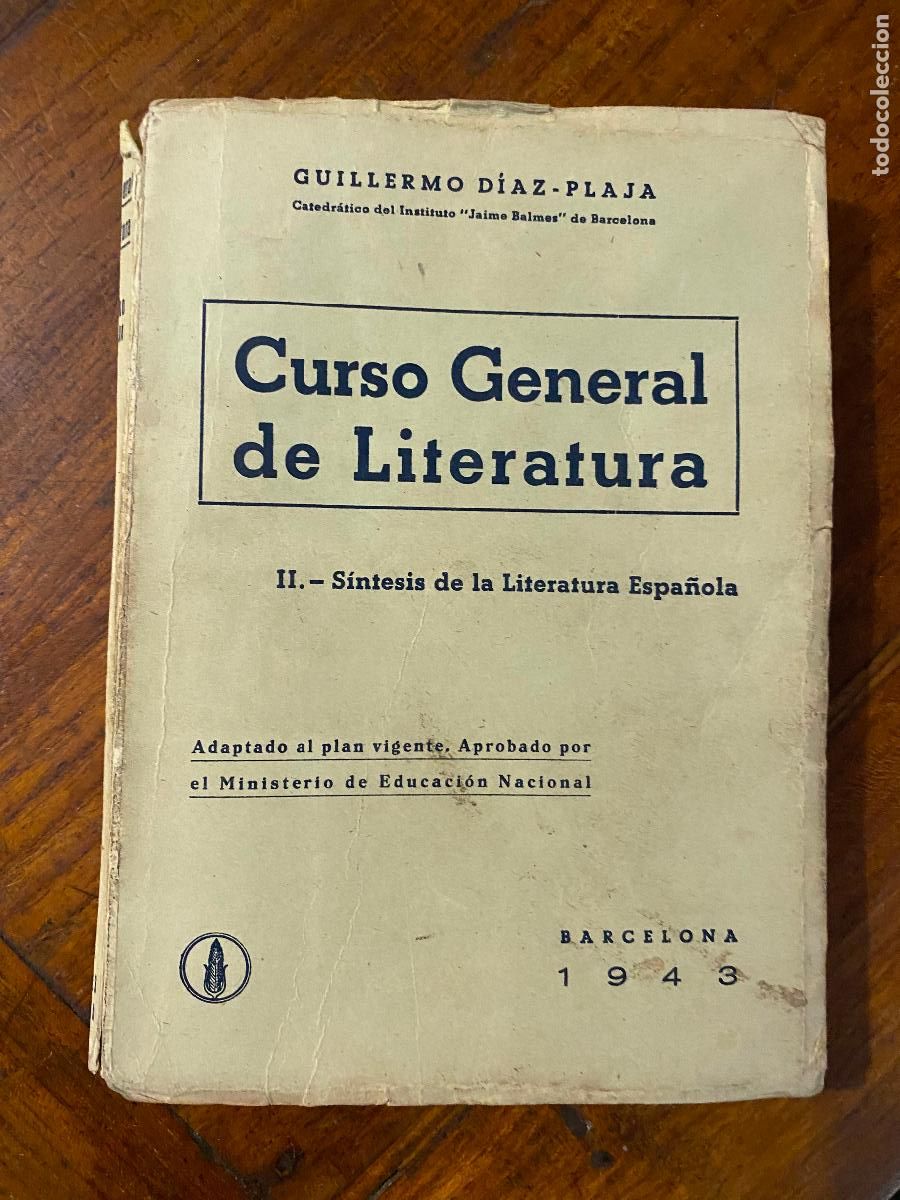 GUILLERMO DÍAZ-PLAJA
Catedrático del Instituto "Jaime Balmes" de Barcelona
Curso General
de Literatura
II.- Síntesis de la Literatura Española
Adaptado al plan vigente. Aprobado por
el Ministerio de Educación Nacional
BARCELONA
1943
todocoleccion